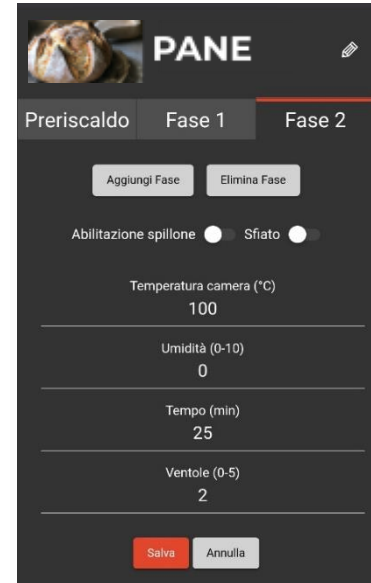 PANE
Preriscaldo Fase 1 Fase 2
Aggiungi Fase Elimina Fase
Abilitazione spillone Sfiato
Temperatura camera (°C)
100
Umidità (0-10)
0
Tempo (min)
25
Ventole (0-5)
2
Salva Annulla